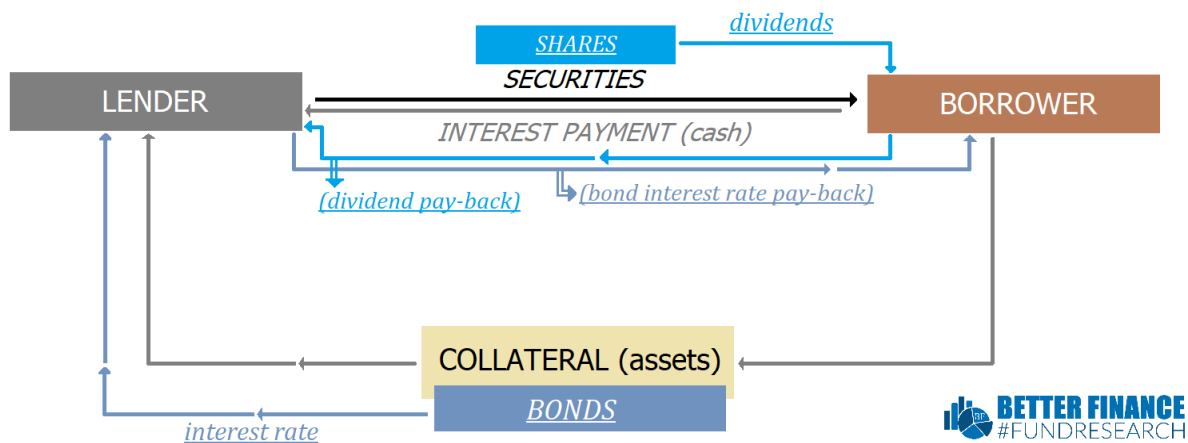 dividends
SHARES
SECURITIES
LENDER
BORROWER
INTEREST PAYMENT (cash)
(dividend pay-back)
(bond interest rate pay-back)
COLLATERAL (assets)
BONDS
interest rate
BETTER FINANCE
#FUNDRESEARCH